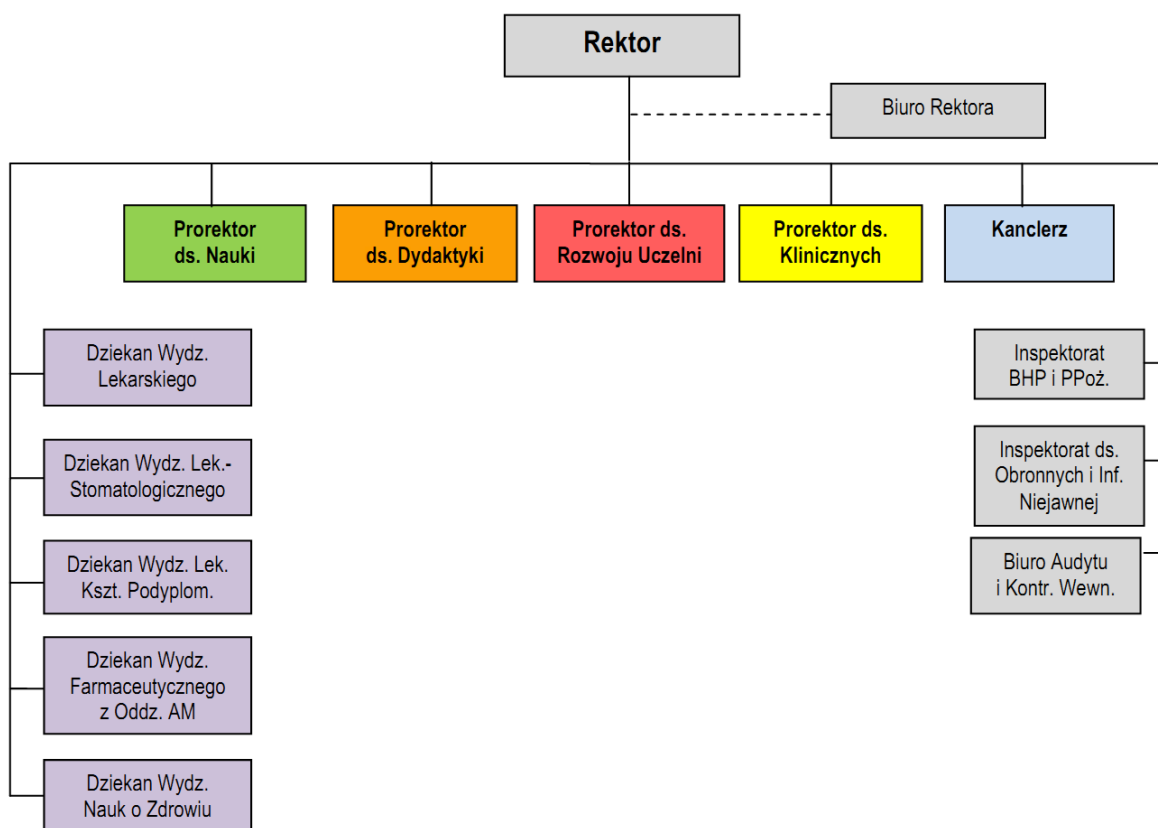 Rektor
Biuro Rektora
Prorektor
ds. Nauki
Prorektor
ds. Dydaktyki
Prorektor ds.
Rozwoju Uczelni
Prorektor ds.
Klinicznych
Kanclerz
Dziekan Wydz.
Lekarskiego
Dziekan Wydz. Lek.-
Stomatologicznego
Dziekan Wydz. Lek.
Kszt. Podyplom.
Dziekan Wydz.
Farmaceutycznego
z Oddz. AM
Dziekan Wydz.
Nauk o Zdrowiu
Inspektorat
BHP i PPoż.
Inspektorat ds.
Obronnych i Inf.
Niejawnej
Biuro Audytu
i Kontr. Wewn.